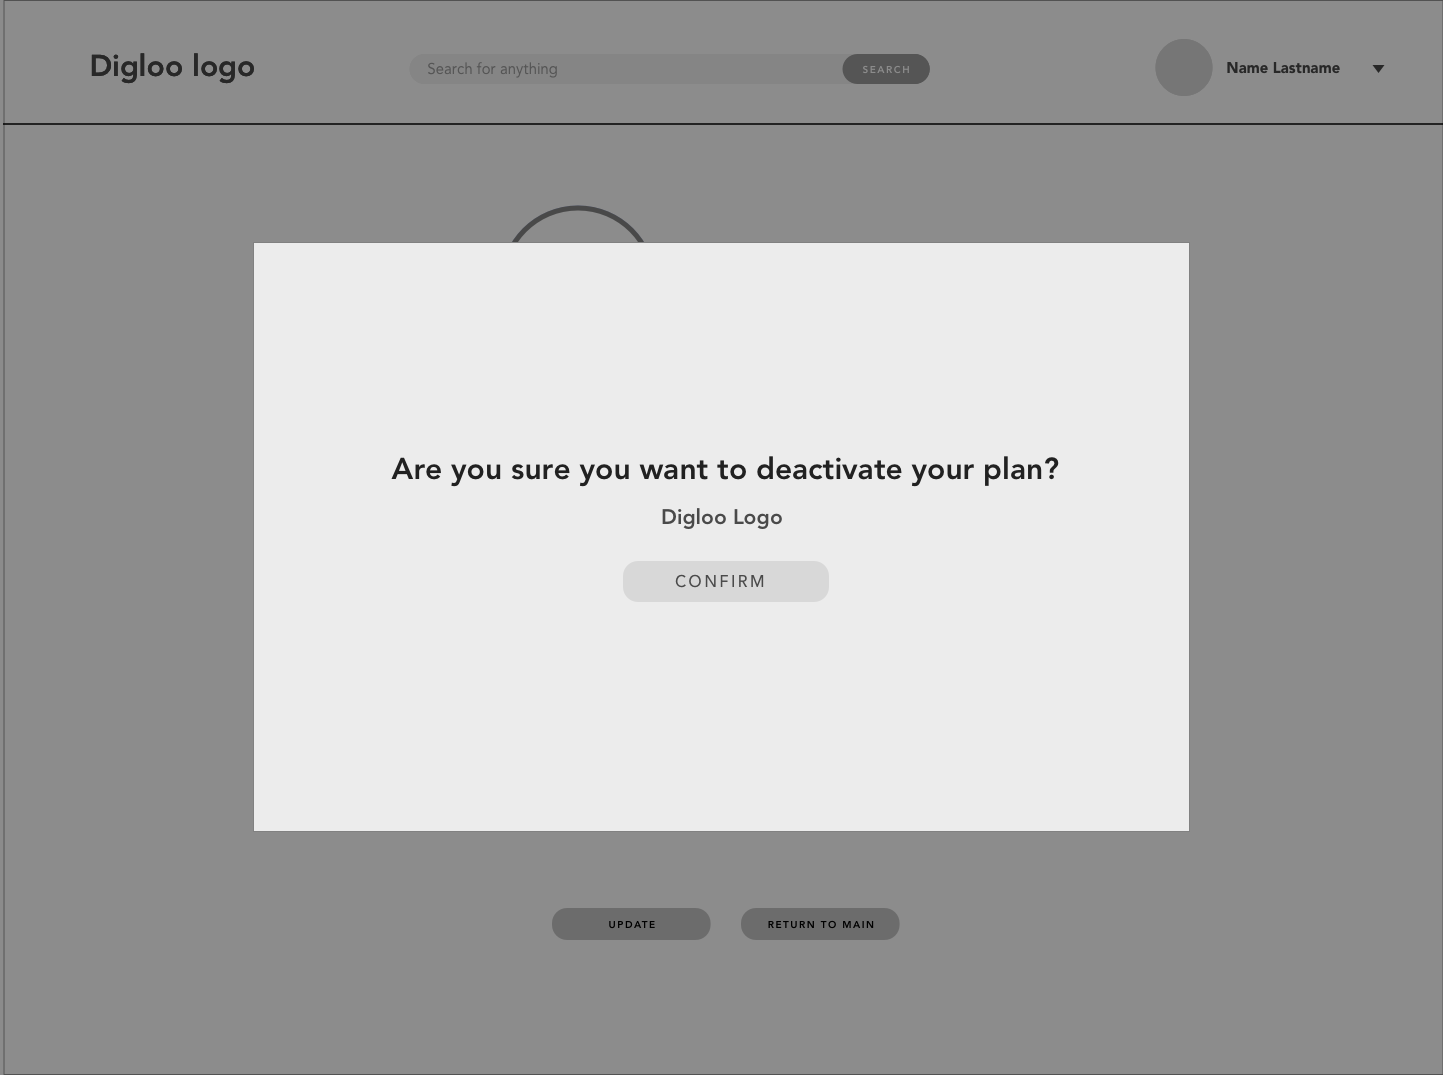 Digloo logo
Search for anything
SEARCH
Name Lastname
Are you sure you want to deactivate your plan?
Digloo Logo
CONFIRM
UPDATE
RETURN TO MAIN